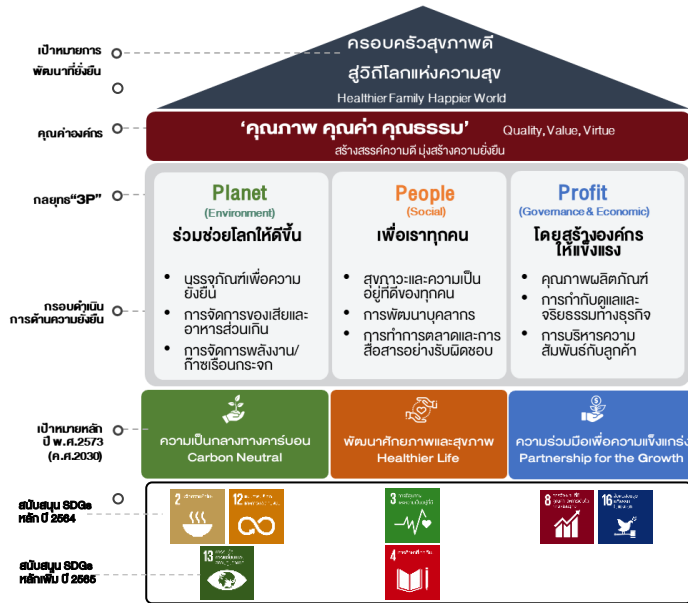 เป้าหมายการ
พัฒนาที่ยั่งยืน
ครอบครัวสุขภาพดี
สู่วิถีโลกแห่งความสุข
Healthier Family Happier World
คุณค่าองค์กร
‘คุณภาพ คุณค่า คุณธรรม’ Quality, Value, Virtue
สร้างสรรค์ความดี มุ่งสร้างความยั่งยืน
กลยุทธ“3P”
Planet
(Environment)
ร่วมช่วยโลกให้ดีขึ้น
People
(Social)
เพื่อเราทุกคน
Profit
(Governance & Economic)
โดยสร้างองค์กร
ให้แข็งแรง
กรอบดำเนิน
การด้านความยั่งยืน
• บรรจุภัณฑ์เพื่อความ
ยั่งยืน
• การจัดการของเสียและ
อาหารส่วนเกิน
• การจัดการพลังงาน/
ก๊าซเรือนกระจก
• สุขภาวะและความเป็น
อยู่ที่ดีของทุกคน
• การพัฒนาบุคลากร
• การทำการตลาดและการ
สื่อสารอย่างรับผิดชอบ
• คุณภาพผลิตภัณฑ์
• การกำกับดูแลและ
จริยธรรมทางธุรกิจ
• การบริหารความ
สัมพันธ์กับลูกค้า
เป้าหมายหลัก
ปี พ.ศ.2573
(ค.ศ.2030)
ความเป็นกลางทางคาร์บอน
Carbon Neutral
พัฒนาศักยภาพและสุขภาพ
Healthier Life
ความร่วมมือเพื่อความแข็งแกร่ง
Partnership for the Growth
สนับสนุน SDGs
หลัก ปี 2564
2
12
3
8
16
สนับสนุน SDGs
หลักเพิ่ม ปี 2565
13
4